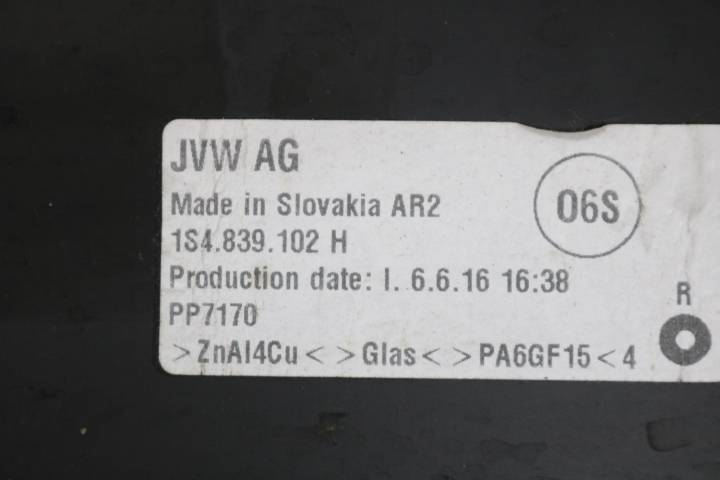 JVW AG
Made in Slovakia AR2
06S
1S4.839.102 H
Production date: I. 6.6.16 16:38
R
PP7170
>ZnAl4Cu< >Glas< >PA6GF15<4